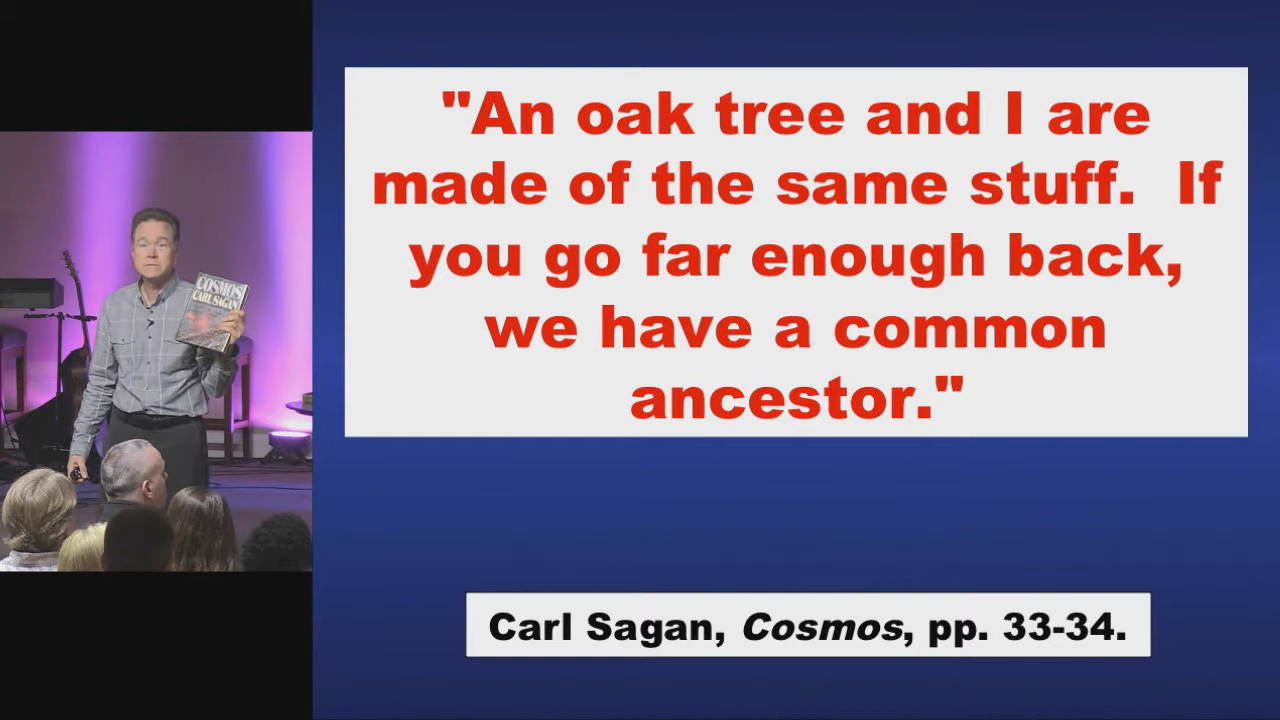 "An oak tree and I are
made of the same stuff.  If
you go far enough back,
we have a common
ancestor."
COSMOS
CARL SAGAN
Carl Sagan, Cosmos, pp. 33-34.